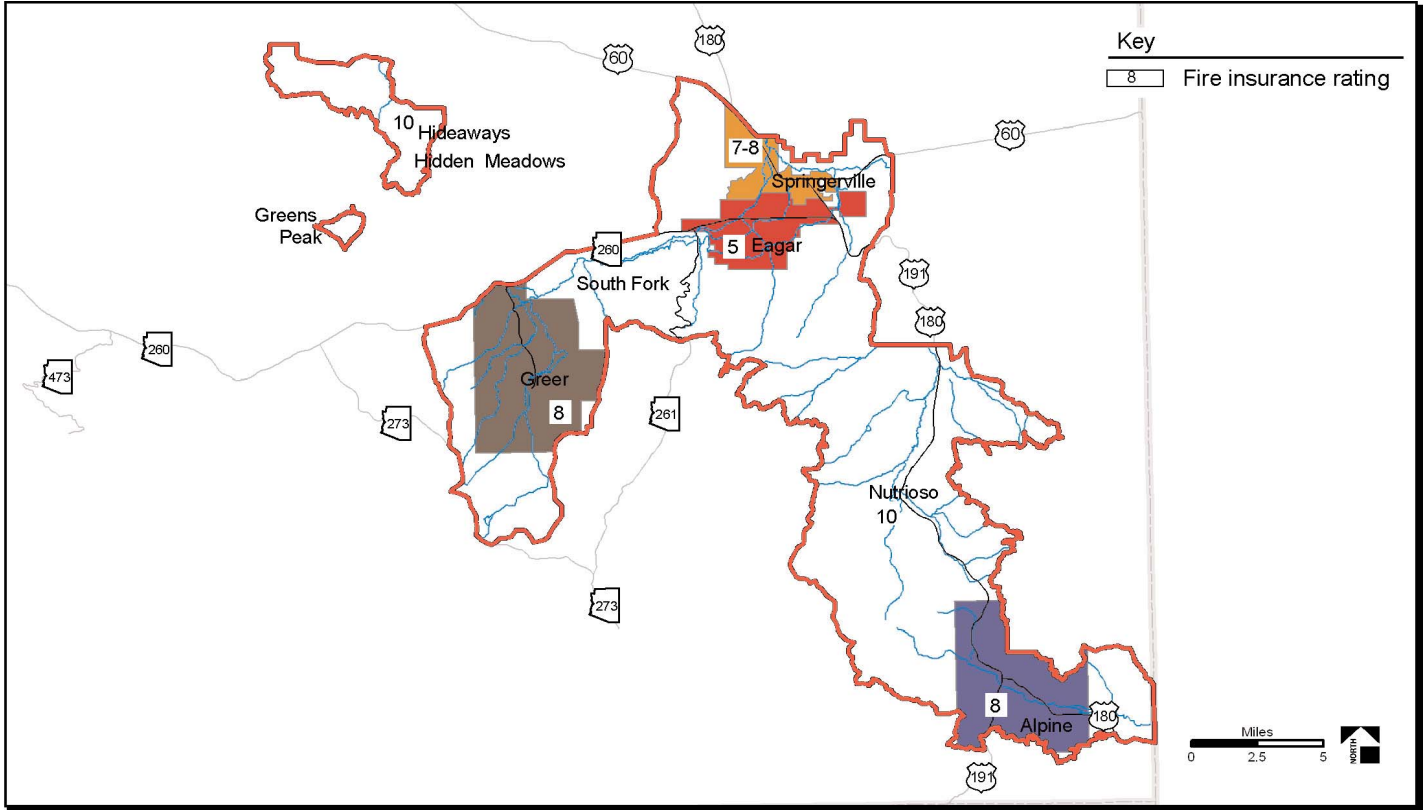 Key
8 Fire insurance rating
180
60
10 Hideaways
Hidden Meadows
60
7-8
Springerville
Greens
Peak
260
5 Eagar
191
South Fork
180
260
473
Greer
8
273
261
Nutrioso
10
273
8
Alpine
180
191
Miles
0 2.5 5
NORTH